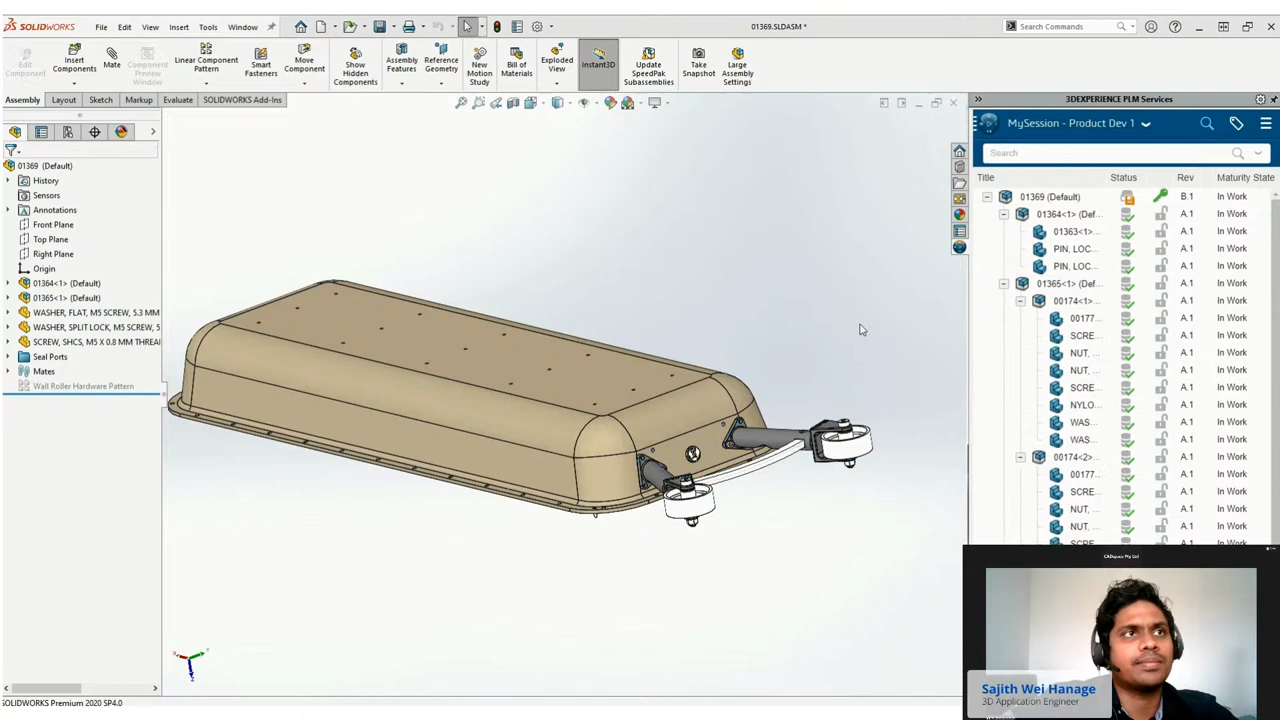 SOLIDWORKS File Edit View Insert Tools Window 01369.SLDASM * Search Commands
Edit Component
Insert Components
Mate
Component Preview Window
Linear Component Pattern
Smart Fasteners
Move Component
Show Hidden Components
Assembly Features
Reference Geometry
New Motion Study
Bill of Materials
Exploded View
Instant3D
Update SpeedPak Subassemblies
Take Snapshot
Large Assembly Settings
Assembly Layout Sketch Markup Evaluate SOLIDWORKS Add-Ins
01369 (Default)
History
Sensors
Annotations
Front Plane
Top Plane
Right Plane
Origin
01364<1> (Default)
01365<1> (Default)
WASHER, FLAT, M5 SCREW, 5.3 MM
WASHER, SPLIT LOCK, M5 SCREW, 5
SCREW, SHCS, M5 X 0.8 MM THREA
Seal Ports
Mates
Wall Roller Hardware Pattern
3DEXPERIENCE PLM Services
MySession - Product Dev 1
Search
Title Status Rev Maturity State
01369 (Default) B.1 In Work
01364<1> (Def... A.1 In Work
01363<1>... A.1 In Work
PIN, LOC... A.1 In Work
PIN, LOC... A.1 In Work
01365<1> (Def... A.1 In Work
00174<1>... A.1 In Work
00177... A.1 In Work
SCRE... A.1 In Work
NUT, ... A.1 In Work
NUT, ... A.1 In Work
SCRE... A.1 In Work
NYLO... A.1 In Work
WAS... A.1 In Work
WAS... A.1 In Work
00174<2>... A.1 In Work
00177... A.1 In Work
SCRE... A.1 In Work
NUT, ... A.1 In Work
NUT, ... A.1 In Work
SCRE... A.1 In Work
CADspace Pty Ltd
Sajith Wei Hanage
3D Application Engineer
SOLIDWORKS Premium 2020 SP4.0